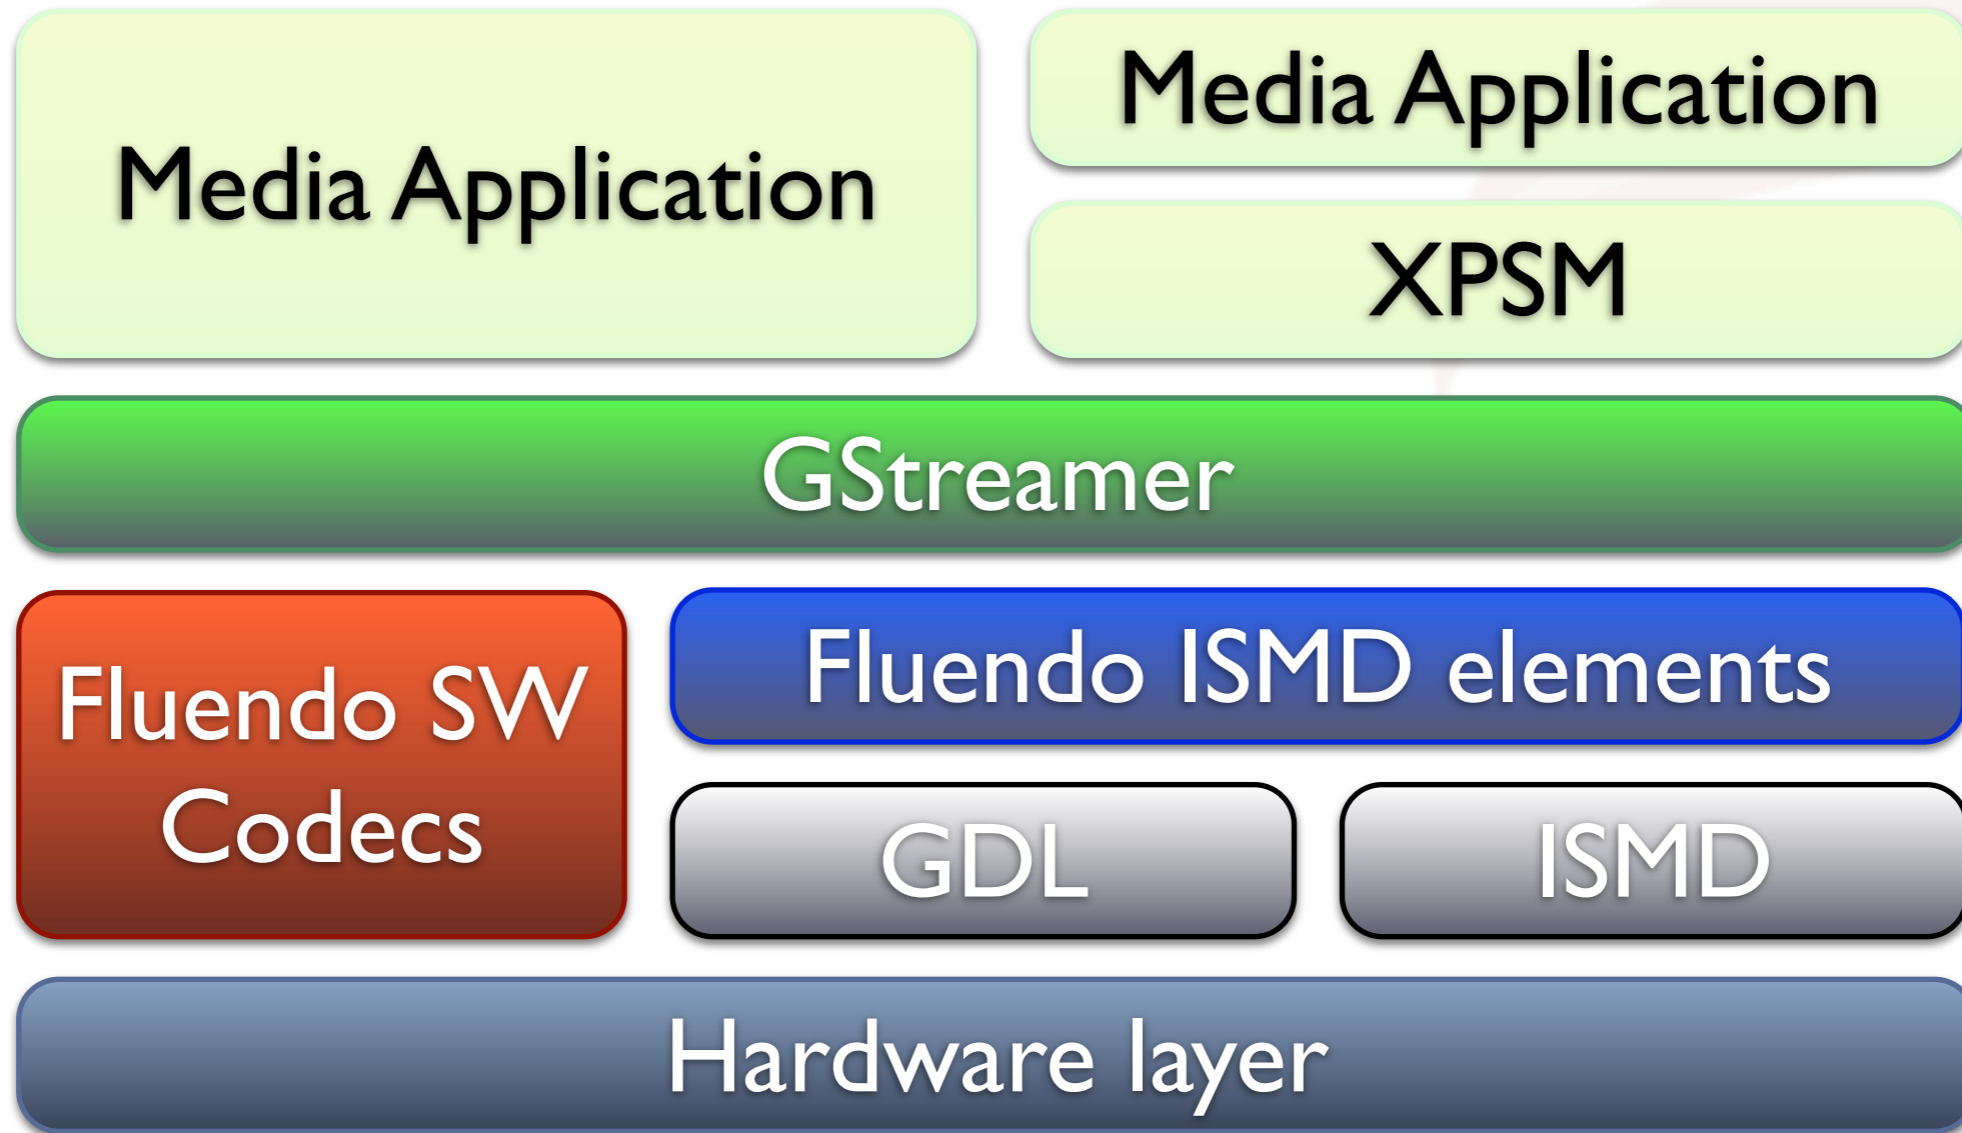 Media Application
Media Application
XPSM
GStreamer
Fluendo SW
Codecs
Fluendo ISMD elements
GDL
ISMD
Hardware layer